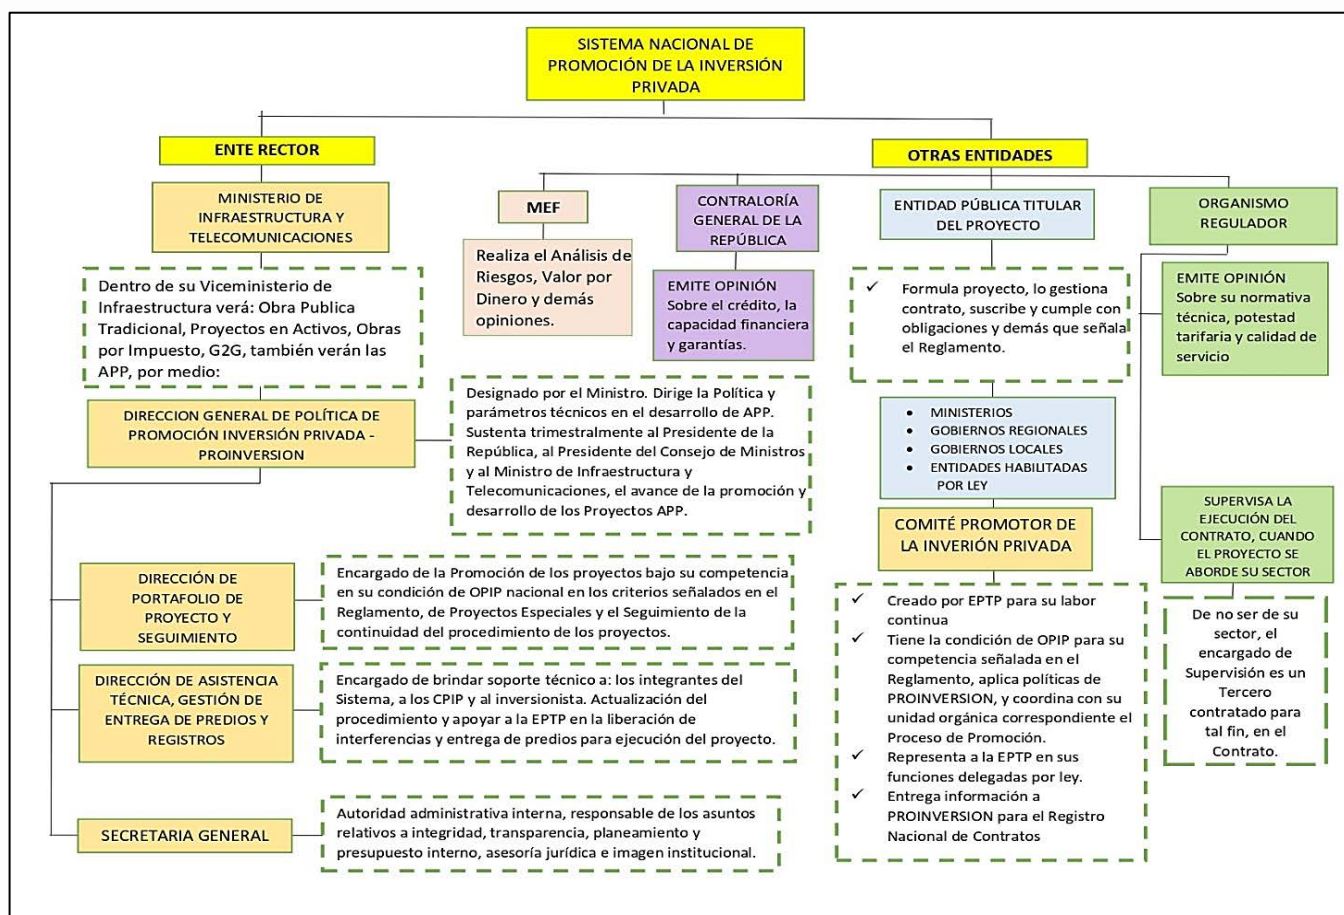 SISTEMA NACIONAL DE
PROMOCIÓN DE LA INVERSIÓN
PRIVADA
ENTE RECTOR
MINISTERIO DE
INFRAESTRUCTURA Y
TELECOMUNICACIONES
Dentro de su Viceministerio de
Infraestructura verá: Obra Publica
Tradicional, Proyectos en Activos, Obras
por Impuesto, G2G, también verán las
APP, por medio:
DIRECCION GENERAL DE POLÍTICA DE
PROMOCIÓN INVERSIÓN PRIVADA -
PROINVERSION
Designado por el Ministro. Dirige la Política y
parámetros técnicos en el desarrollo de APP.
Sustenta trimestralmente al Presidente de la
República, al Presidente del Consejo de Ministros
y al Ministro de Infraestructura y
Telecomunicaciones, el avance de la promoción y
desarrollo de los Proyectos APP.
DIRECCIÓN DE
PORTAFOLIO DE
PROYECTO Y
SEGUIMIENTO
Encargado de la Promoción de los proyectos bajo su competencia
en su condición de OPIP nacional en los criterios señalados en el
Reglamento, de Proyectos Especiales y el Seguimiento de la
continuidad del procedimiento de los proyectos.
DIRECCIÓN DE ASISTENCIA
TÉCNICA, GESTIÓN DE
ENTREGA DE PREDIOS Y
REGISTROS
Encargado de brindar soporte técnico a: los integrantes del
Sistema, a los CPIP y al inversionista. Actualización del
procedimiento y apoyar a la EPTP en la liberación de
interferencias y entrega de predios para ejecución del proyecto.
SECRETARIA GENERAL
Autoridad administrativa interna, responsable de los asuntos
relativos a integridad, transparencia, planeamiento y
presupuesto interno, asesoría jurídica e imagen institucional.
OTRAS ENTIDADES
MEF
Realiza el Análisis de
Riesgos, Valor por
Dinero y demás
opiniones.
CONTRALORÍA
GENERAL DE LA
REPÚBLICA
EMITE OPINIÓN
Sobre el crédito, la
capacidad financiera
y garantías.
ENTIDAD PÚBLICA TITULAR
DEL PROYECTO
✓ Formula proyecto, lo gestiona
contrato, suscribe y cumple con
obligaciones y demás que señala
el Reglamento.
• MINISTERIOS
• GOBIERNOS REGIONALES
• GOBIERNOS LOCALES
• ENTIDADES HABILITADAS
POR LEY
COMITÉ PROMOTOR DE
LA INVERIÓN PRIVADA
✓ Creado por EPTP para su labor
continua
✓ Tiene la condición de OPIP para su
competencia señalada en el
Reglamento, aplica políticas de
PROINVERSION, y coordina con su
unidad orgánica correspondiente el
Proceso de Promoción.
✓ Representa a la EPTP en sus
funciones delegadas por ley.
✓ Entrega información a
PROINVERSION para el Registro
Nacional de Contratos
ORGANISMO
REGULADOR
EMITE OPINIÓN
Sobre su normativa
técnica, potestad
tarifaria y calidad de
servicio
SUPERVISA LA
EJECUCIÓN DEL
CONTRATO, CUANDO
EL PROYECTO SE
ABORDE SU SECTOR
De no ser de su
sector, el
encargado de
Supervisión es un
Tercero
contratado para
tal fin, en el
Contrato.